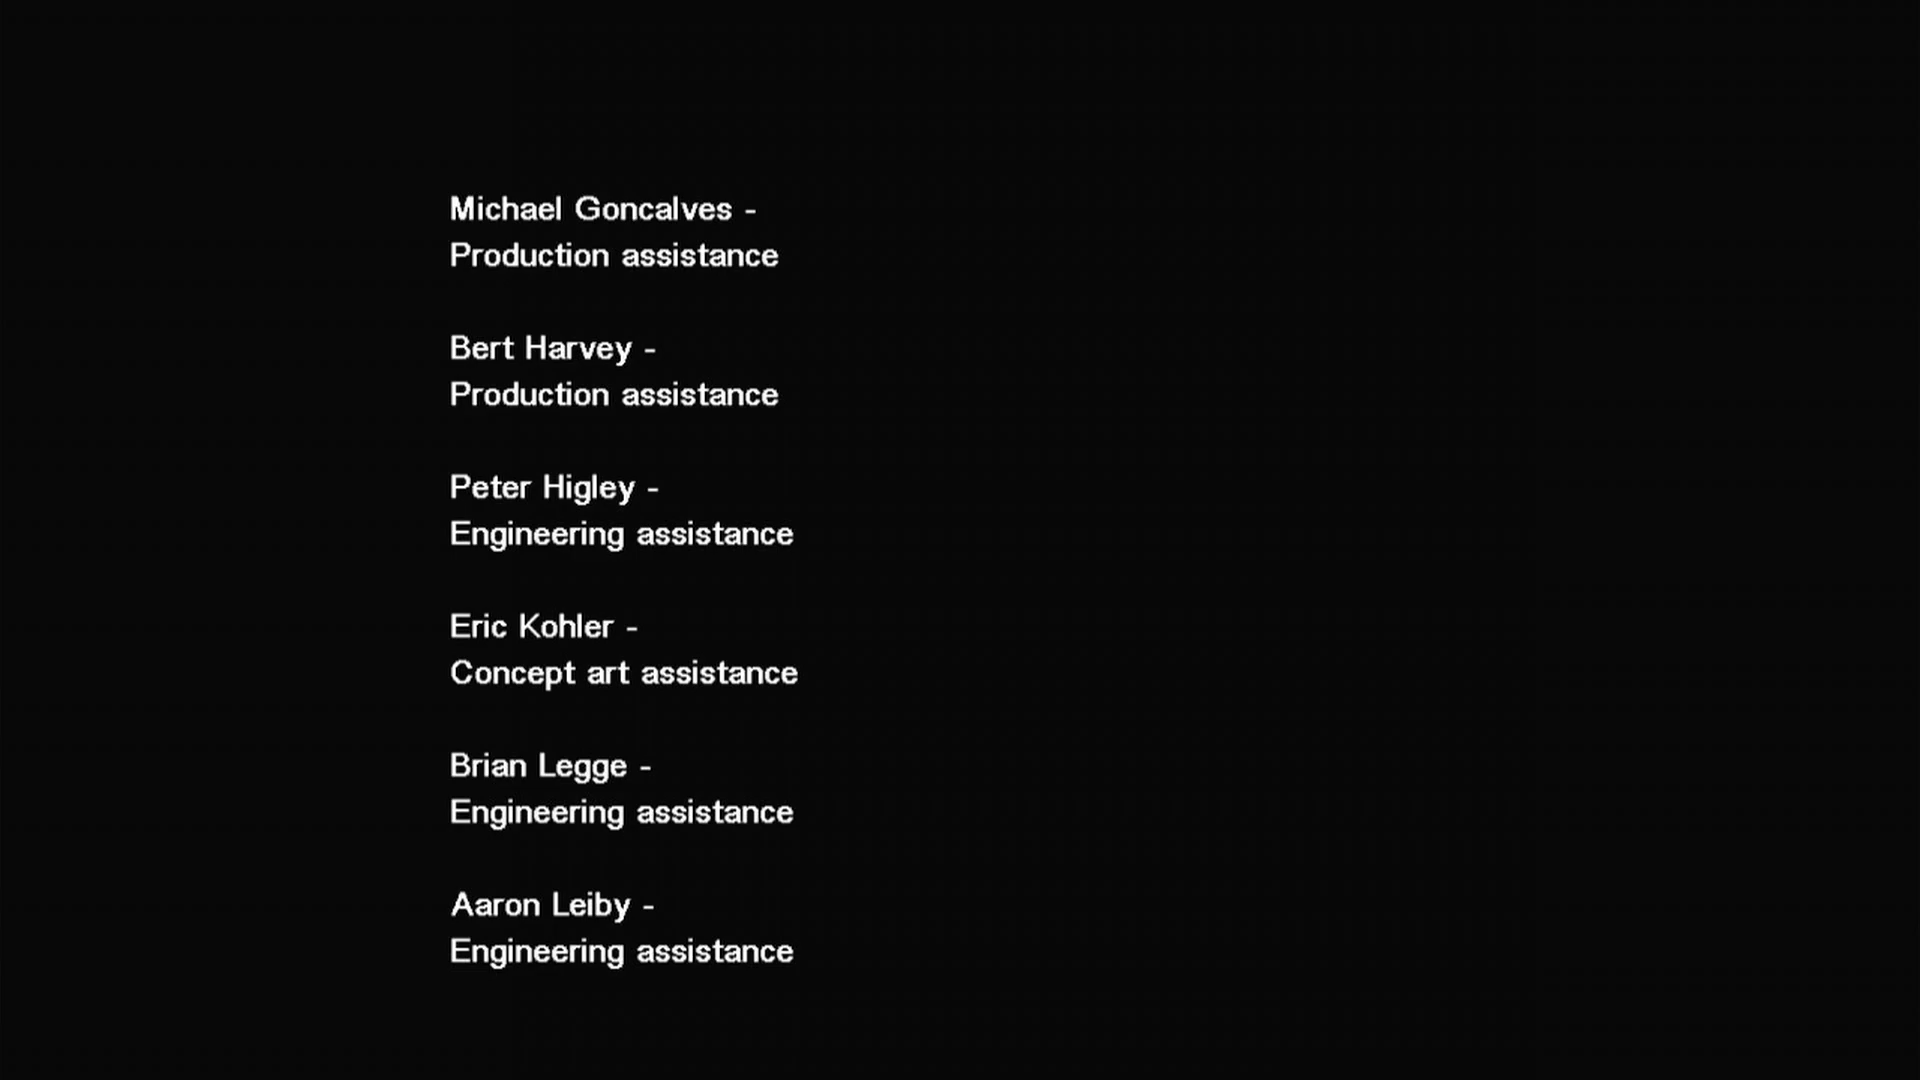 Michael Goncalves -
Production assistance
Bert Harvey -
Production assistance
Peter Higley -
Engineering assistance
Eric Kohler -
Concept art assistance
Brian Legge -
Engineering assistance
Aaron Leiby -
Engineering assistance